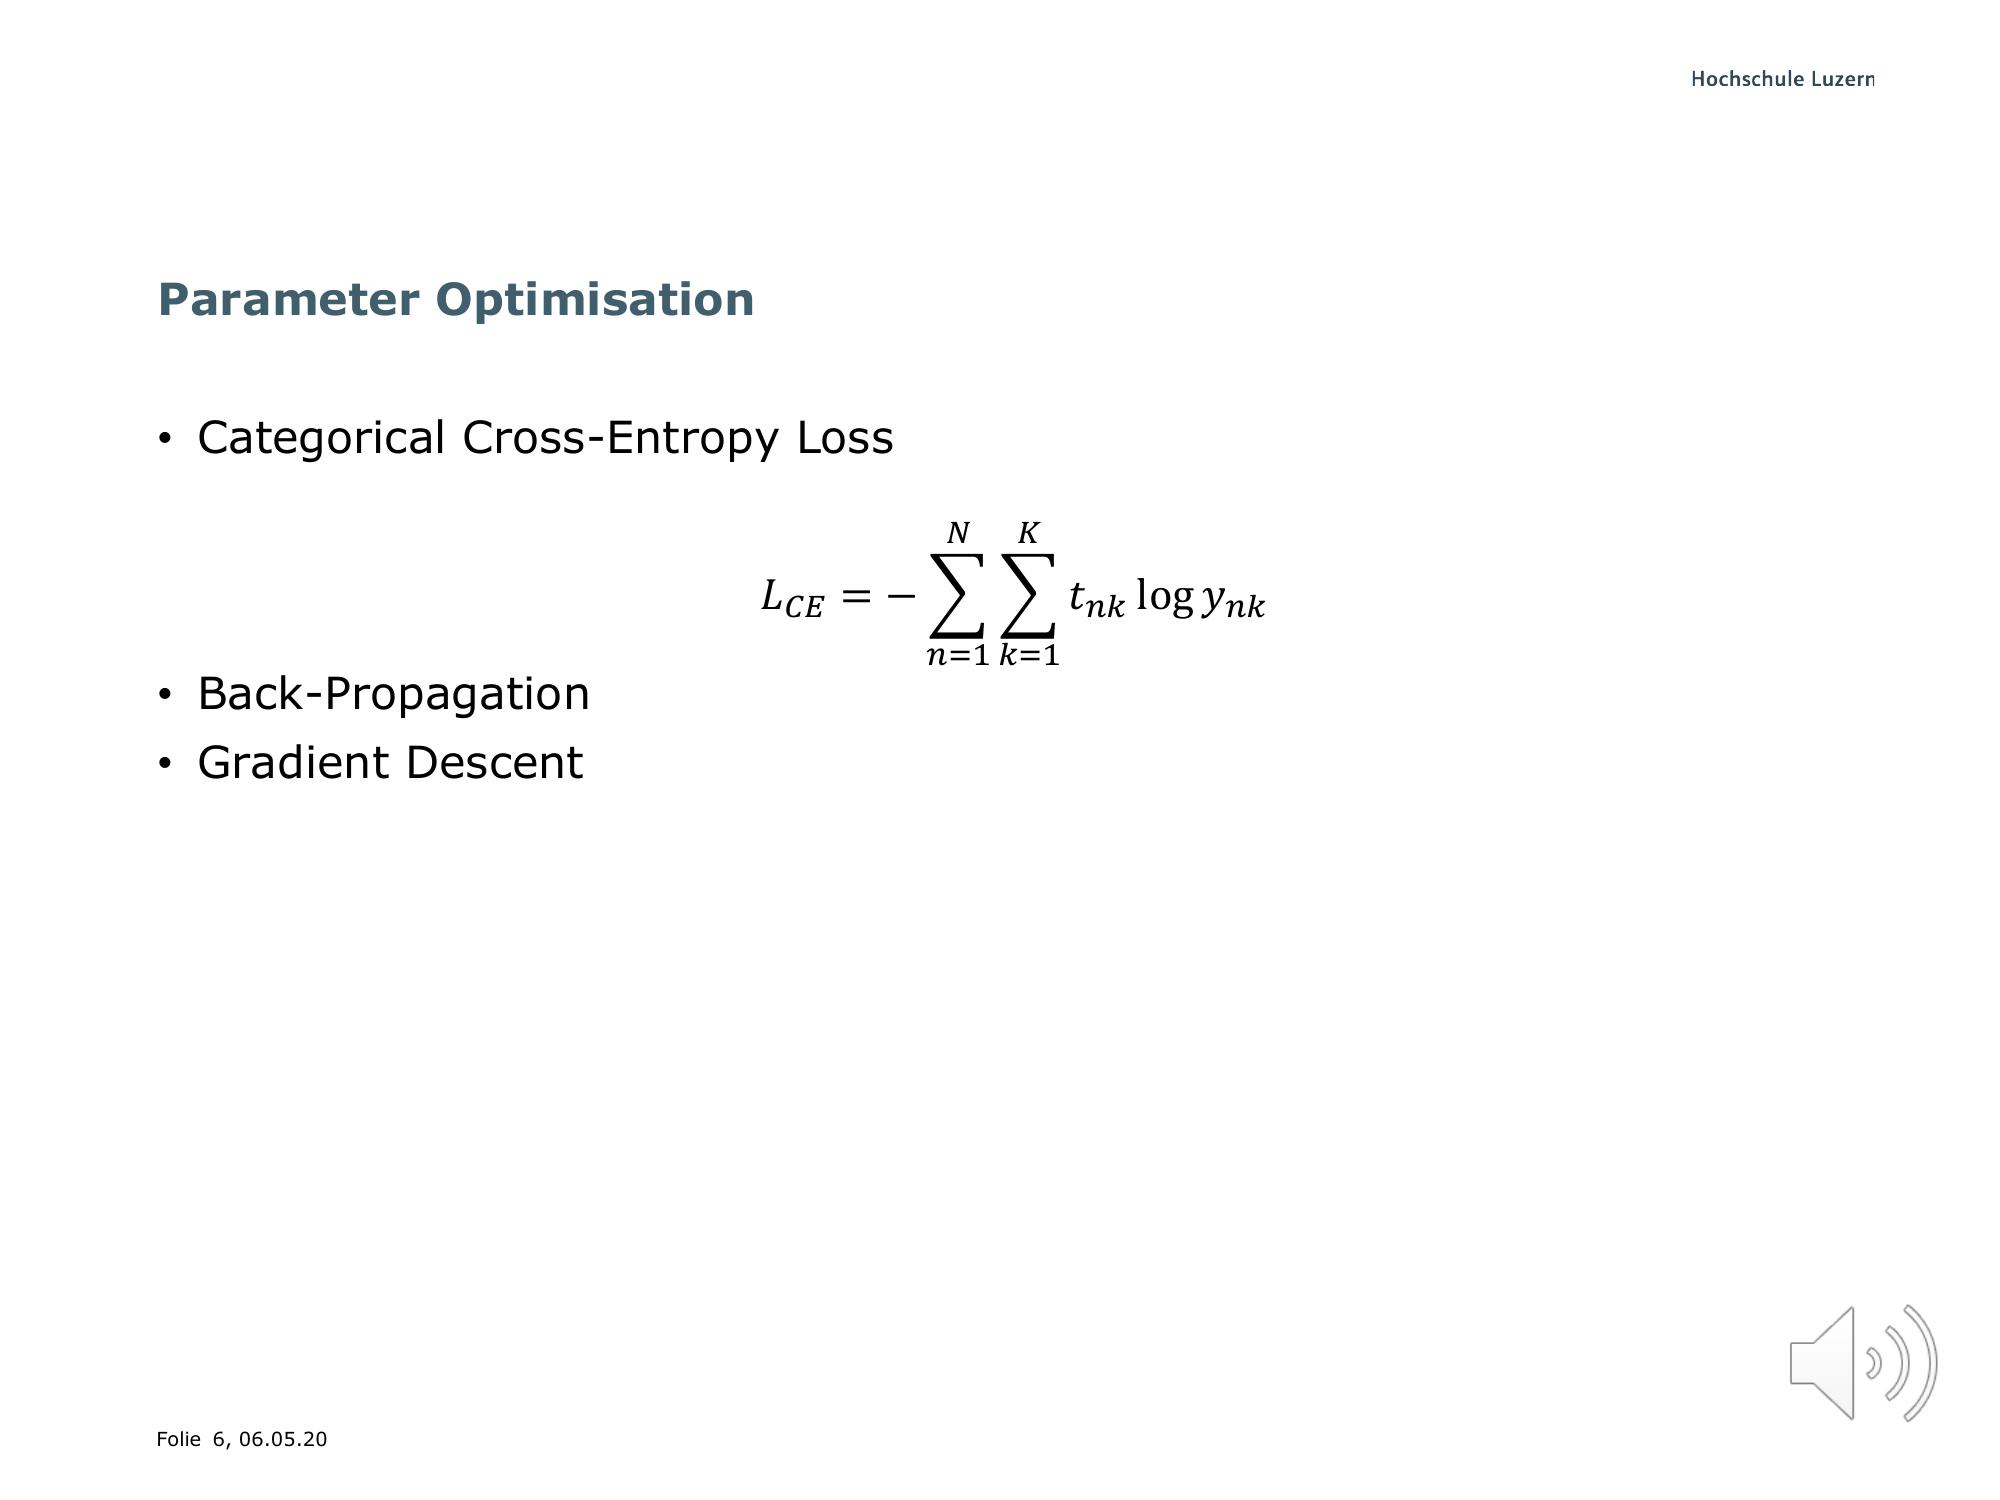 Hochschule Luzern
Parameter Optimisation
• Categorical Cross-Entropy Loss
$L_{CE} = -\sum_{n=1}^{N}\sum_{k=1}^{K} t_{nk} \log y_{nk}$
• Back-Propagation
• Gradient Descent
Folie 6, 06.05.20